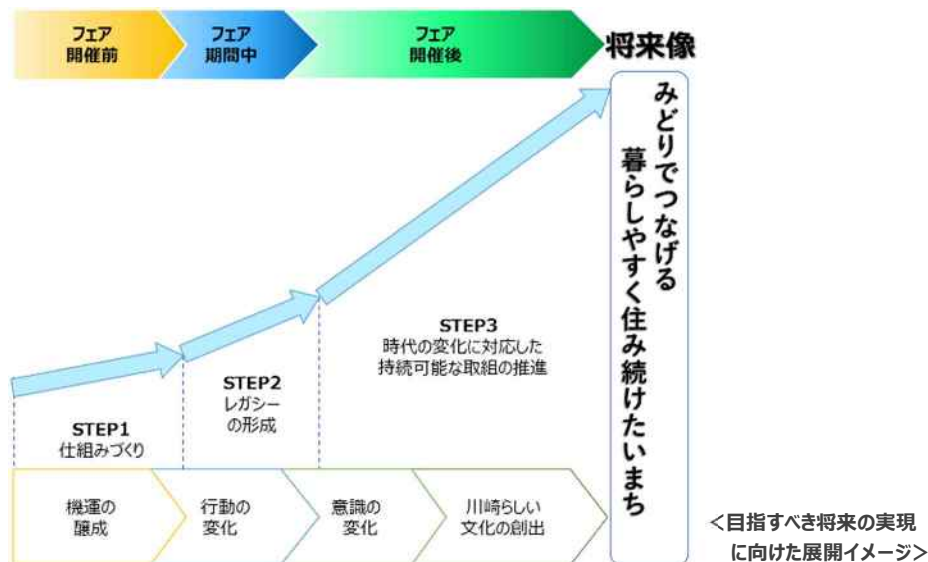 フェア
開催前
フェア
期間中
フェア
開催後
将来像
みどりでつなげる
暮らしやすく住み続けたいまち
STEP1
仕組みづくり
STEP2
レガシー
の形成
STEP3
時代の変化に対応した
持続可能な取組の推進
機運の
醸成
行動の
変化
意識の
変化
川崎らしい
文化の創出
<目指すべき将来の実現
に向けた展開イメージ>